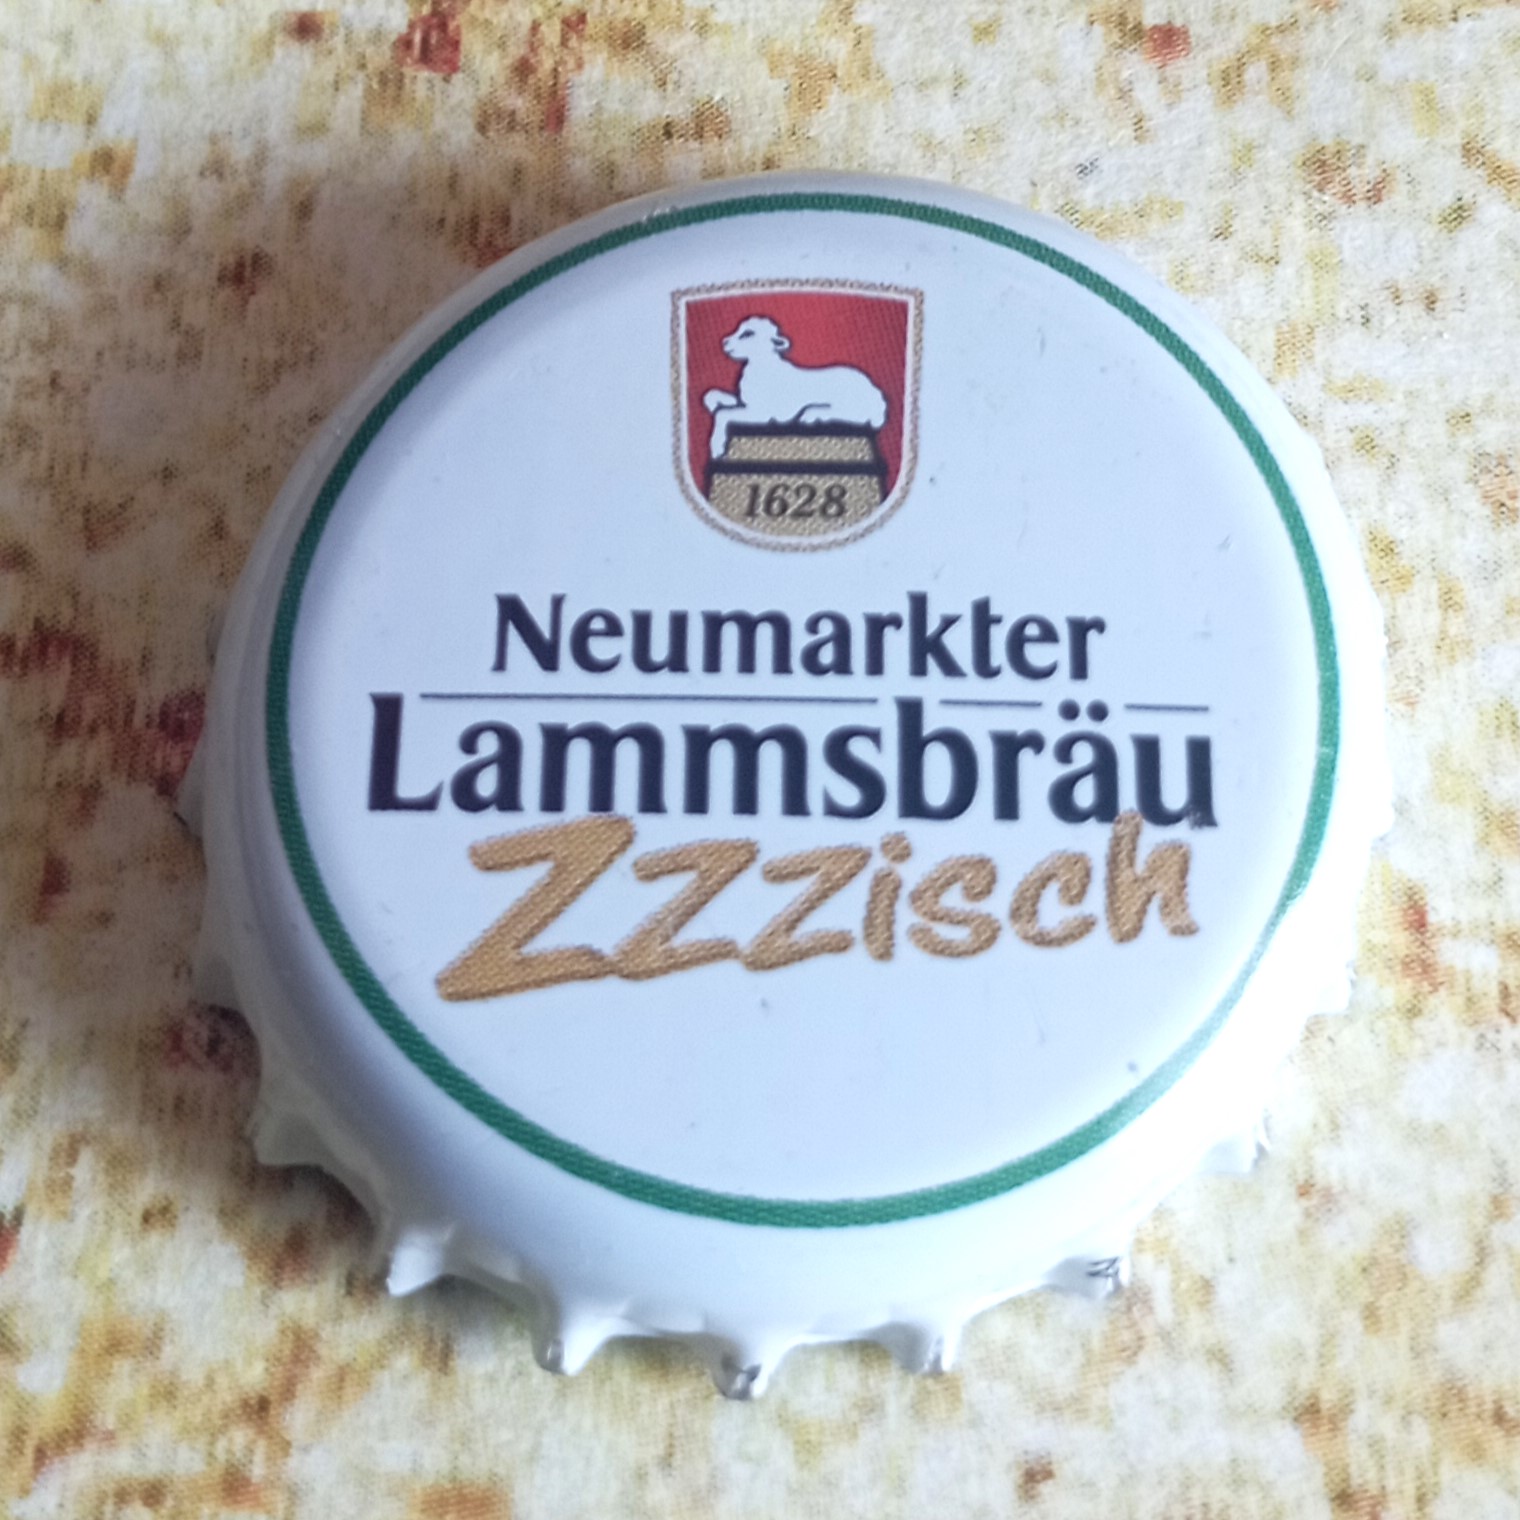 1628
Neumarkter
Lammsbräu
Zzzisch